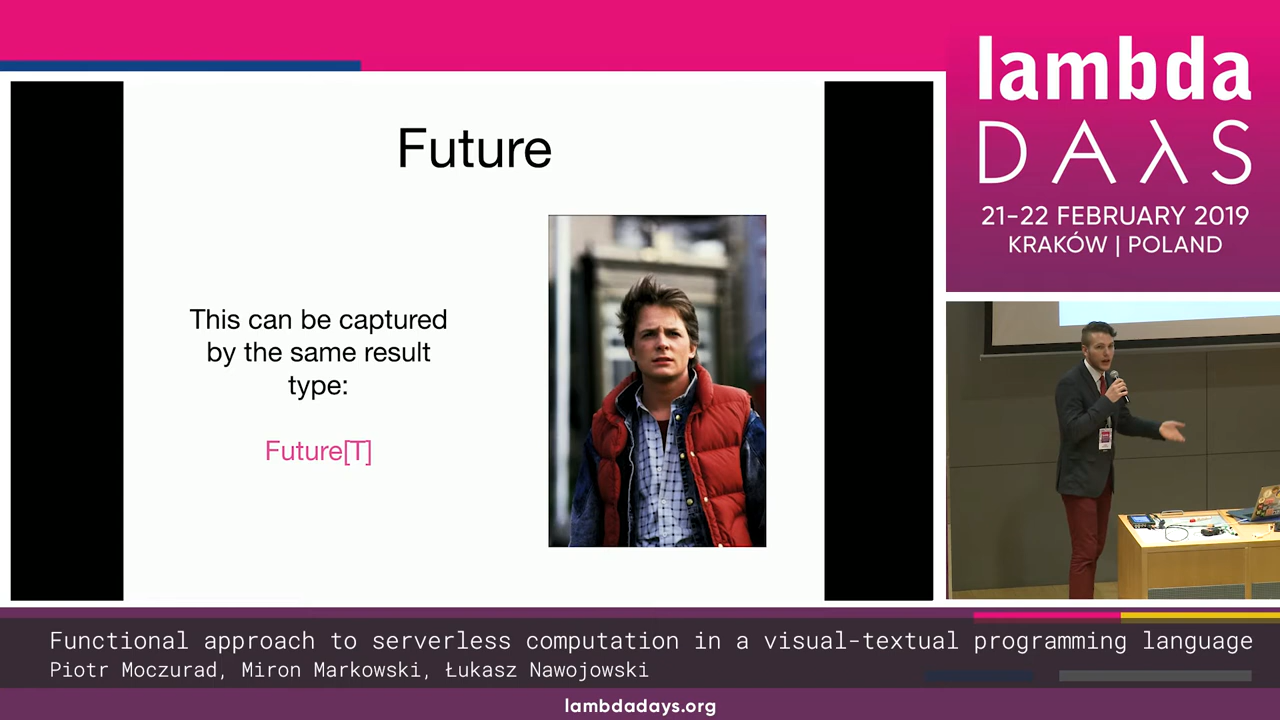 Future
This can be captured
by the same result
type:
Future[T]
lambda
DAλS
21-22 FEBRUARY 2019
KRAKÓW | POLAND
Functional approach to serverless computation in a visual-textual programming language
Piotr Moczurad, Miron Markowski, Łukasz Nawojowski
lambdadays.org